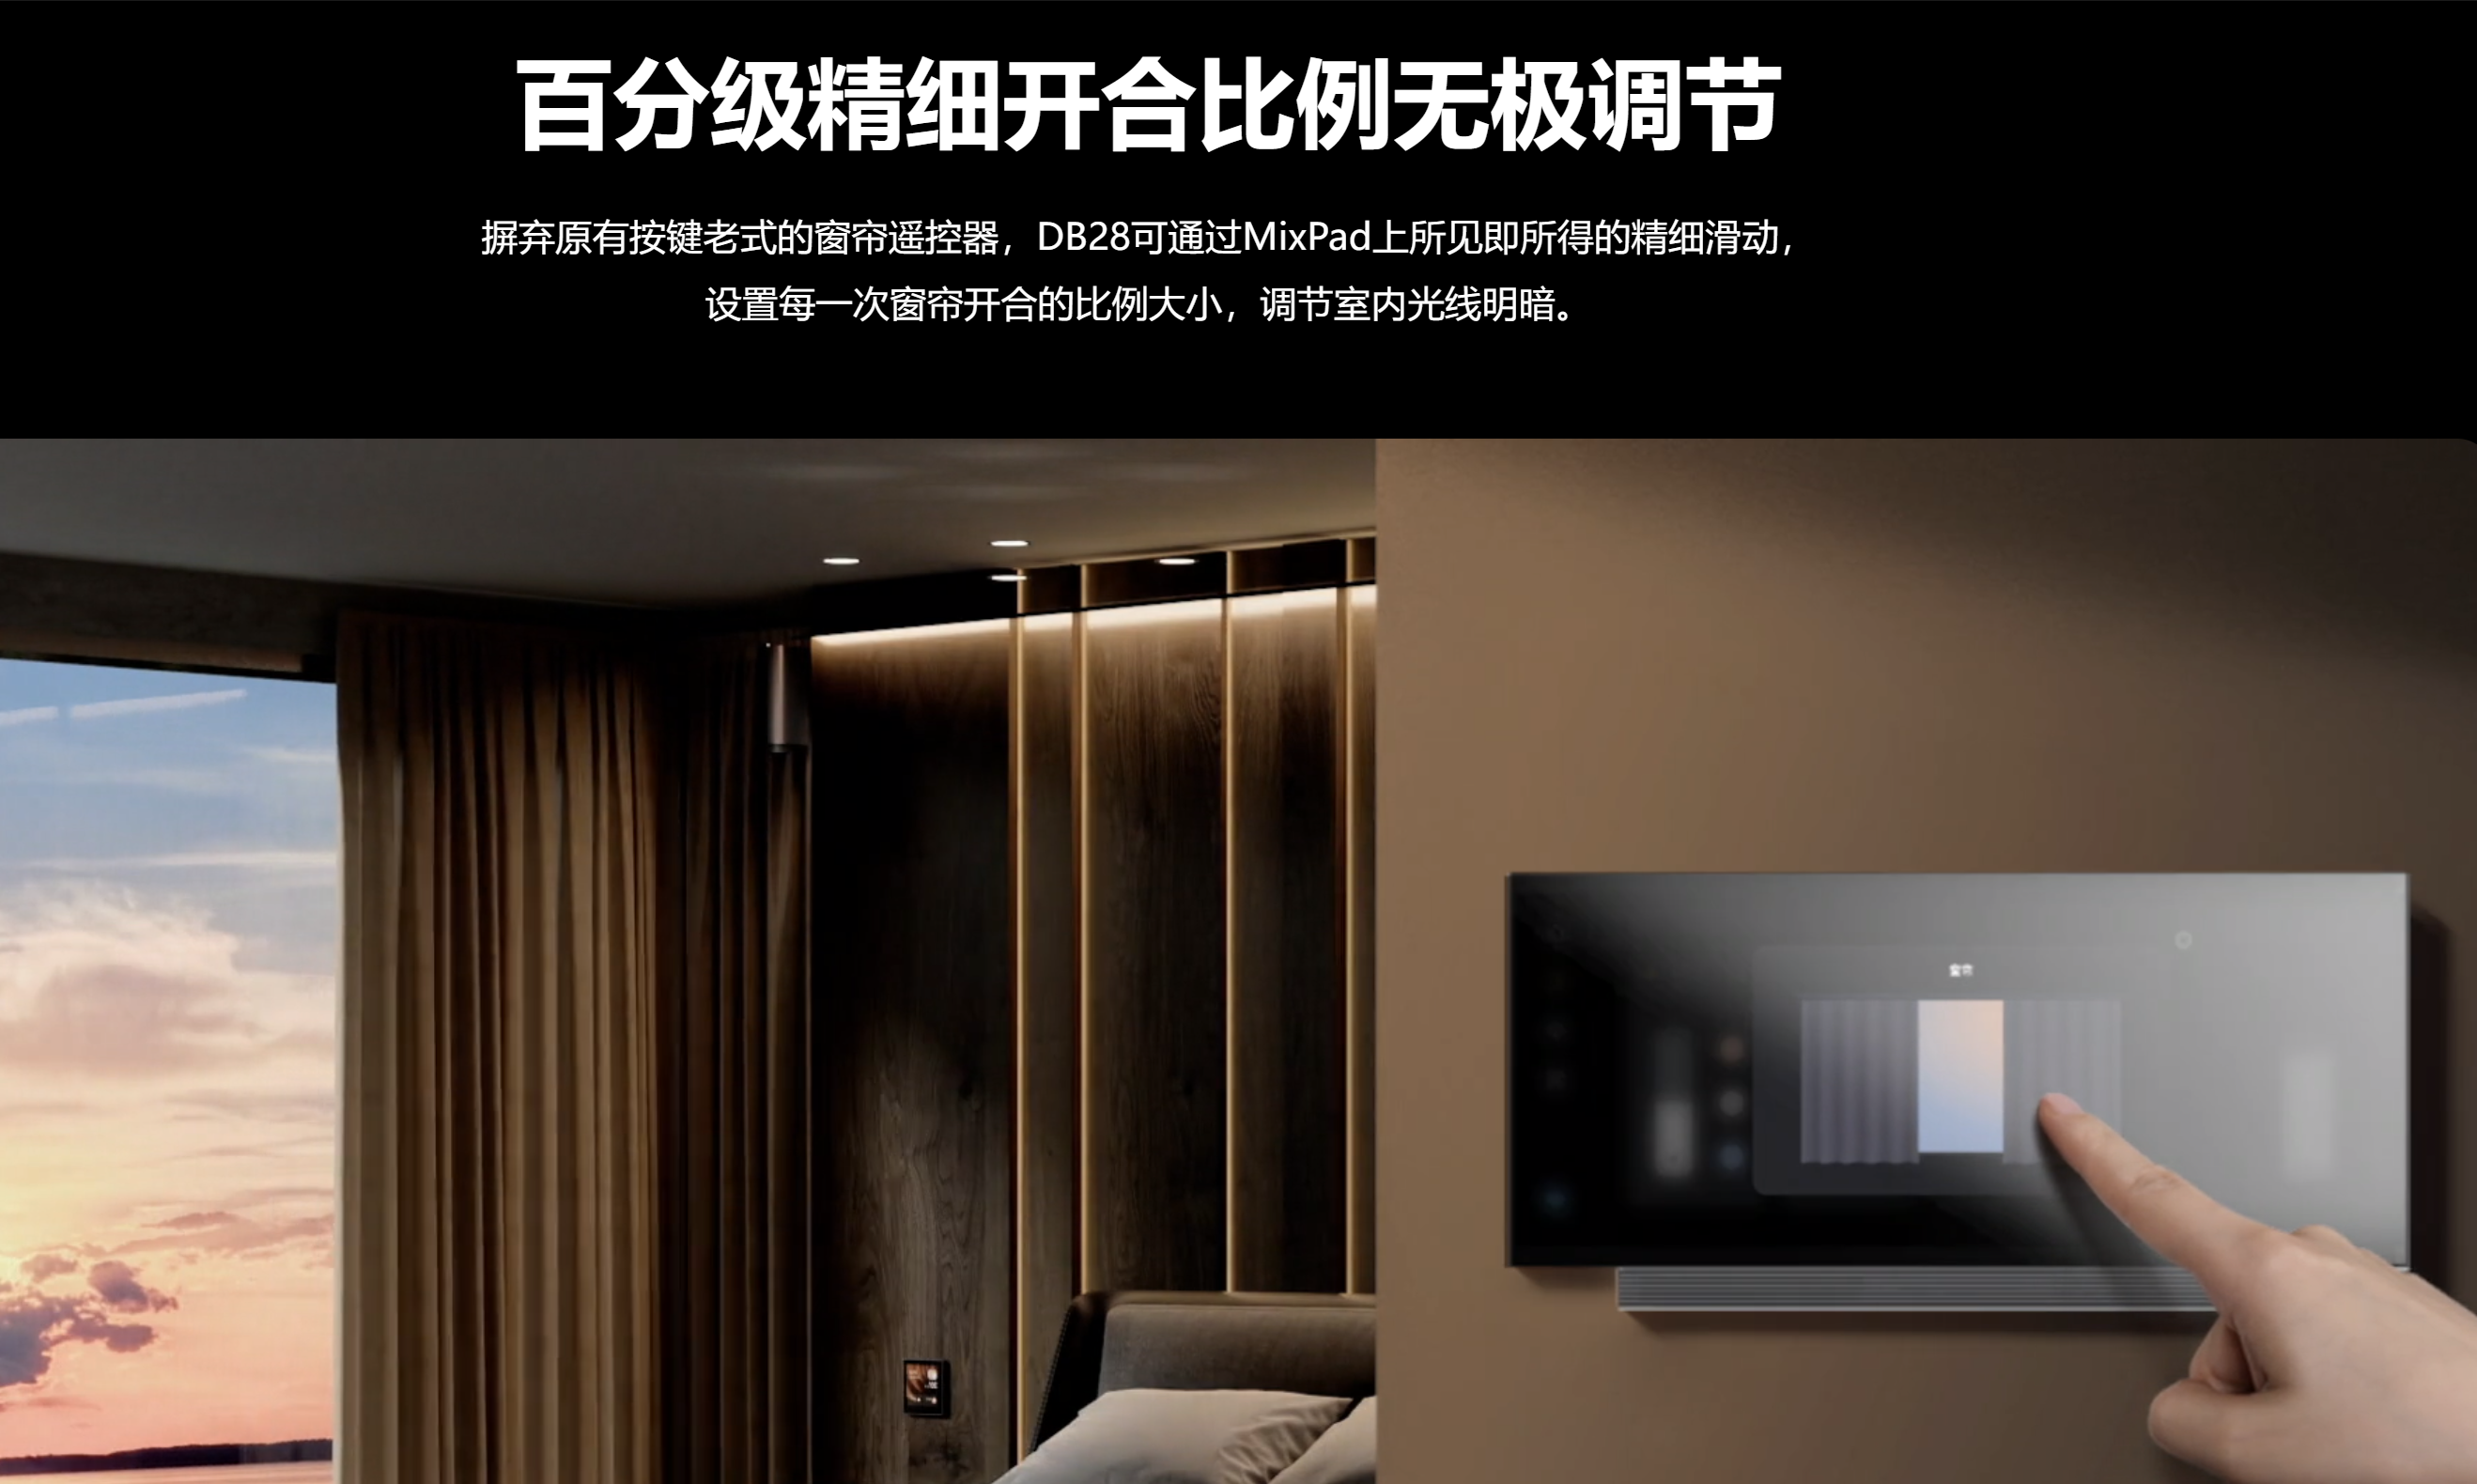 百分级精细开合比例无极调节
摒弃原有按键老式的窗帘遥控器，DB28可通过MixPad上所见即所得的精细滑动，
设置每一次窗帘开合的比例大小，调节室内光线明暗。
窗帘